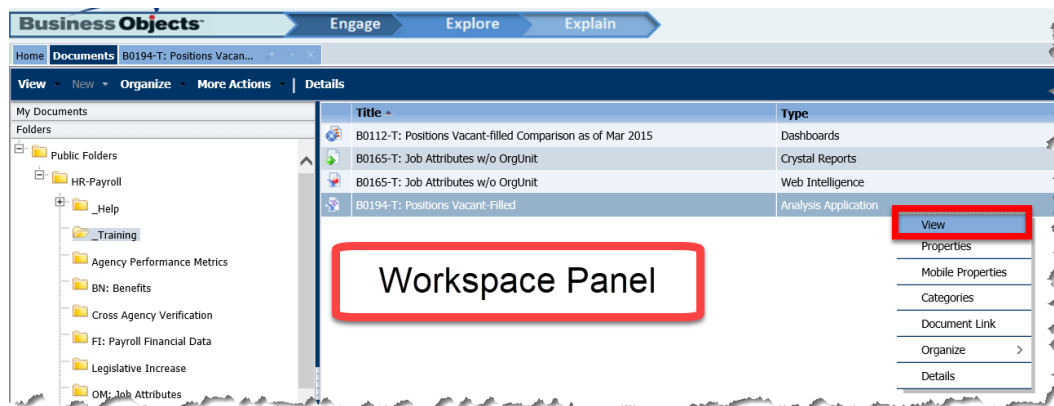 Business Objects
Engage
Explore
Explain
Home Documents B0194-T: Positions Vacan...
View New Organize More Actions | Details
My Documents
Folders
Public Folders
HR-Payroll
_Help
_Training
Agency Performance Metrics
BN: Benefits
Cross Agency Verification
FI: Payroll Financial Data
Legislative Increase
OM: Job Attributes
Title Type
B0112-T: Positions Vacant-filled Comparison as of Mar 2015 Dashboards
B0165-T: Job Attributes w/o OrgUnit Crystal Reports
B0165-T: Job Attributes w/o OrgUnit Web Intelligence
B0194-T: Positions Vacant-Filled Analysis Application
Workspace Panel
View
Properties
Mobile Properties
Categories
Document Link
Organize
Details